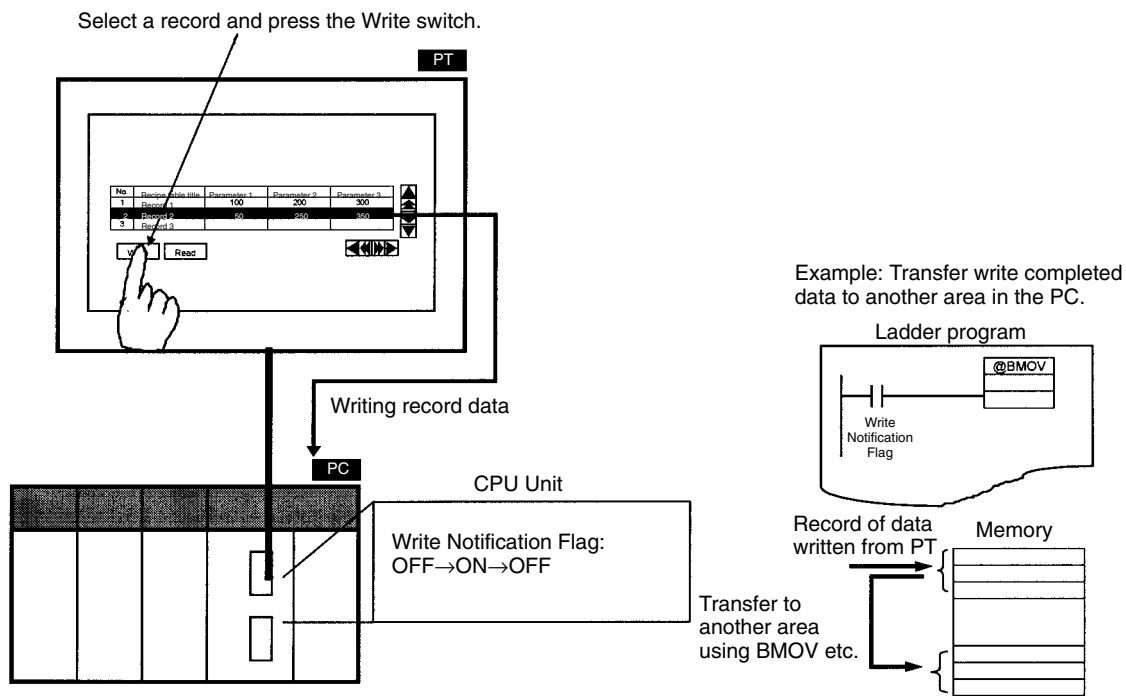 Select a record and press the Write switch.
PT
No. Recipe table title Parameter 1 Parameter 2 Parameter 3
1 Record 1 100 200 300
2 Record 2 50 250 350
3 Record 3
Read
Writing record data
PC
CPU Unit
Write Notification Flag:
OFF→ON→OFF
Example: Transfer write completed
data to another area in the PC.
Ladder program
@BMOV
Write
Notification
Flag
Record of data
written from PT
Memory
Transfer to
another area
using BMOV etc.